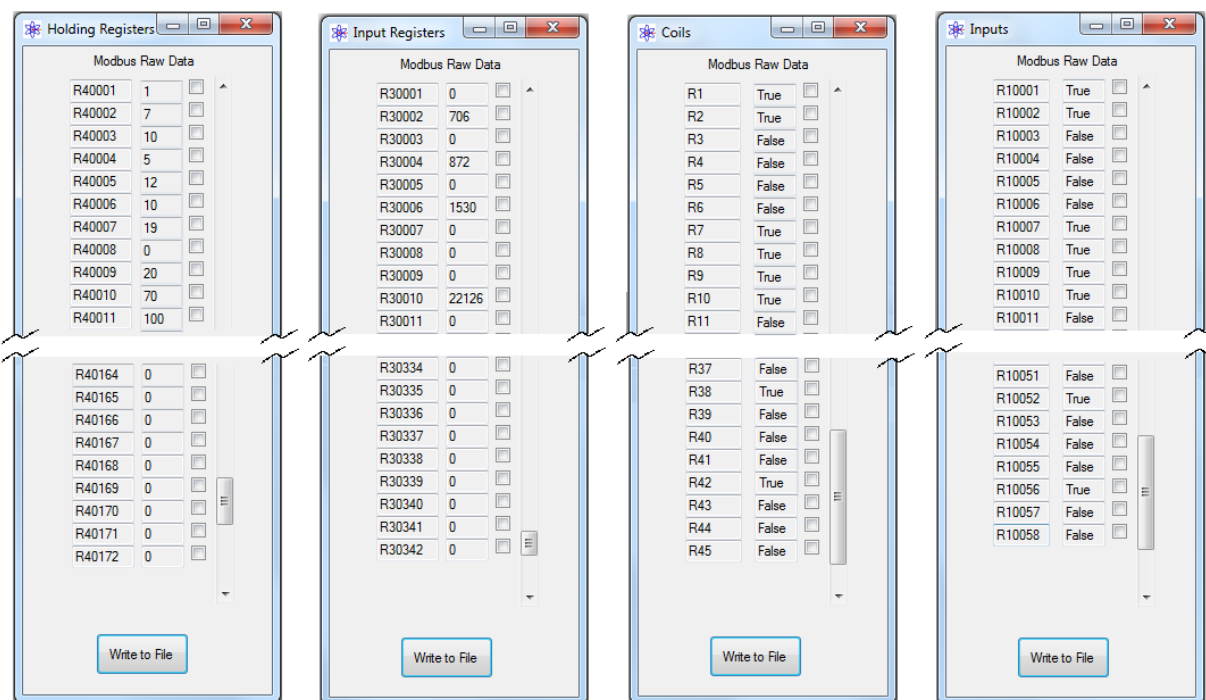 Holding Registers
Modbus Raw Data
R40001 1
R40002 7
R40003 10
R40004 5
R40005 12
R40006 10
R40007 19
R40008 0
R40009 20
R40010 70
R40011 100
R40164 0
R40165 0
R40166 0
R40167 0
R40168 0
R40169 0
R40170 0
R40171 0
R40172 0
Write to File
Input Registers
Modbus Raw Data
R30001 0
R30002 706
R30003 0
R30004 872
R30005 0
R30006 1530
R30007 0
R30008 0
R30009 0
R30010 22126
R30011 0
R30334 0
R30335 0
R30336 0
R30337 0
R30338 0
R30339 0
R30340 0
R30341 0
R30342 0
Write to File
Coils
Modbus Raw Data
R1 True
R2 True
R3 False
R4 False
R5 False
R6 False
R7 True
R8 True
R9 True
R10 True
R11 False
R37 False
R38 True
R39 False
R40 False
R41 False
R42 True
R43 False
R44 False
R45 False
Write to File
Inputs
Modbus Raw Data
R10001 True
R10002 True
R10003 False
R10004 False
R10005 False
R10006 False
R10007 True
R10008 True
R10009 True
R10010 True
R10011 False
R10051 False
R10052 True
R10053 False
R10054 False
R10055 False
R10056 True
R10057 False
R10058 False
Write to File